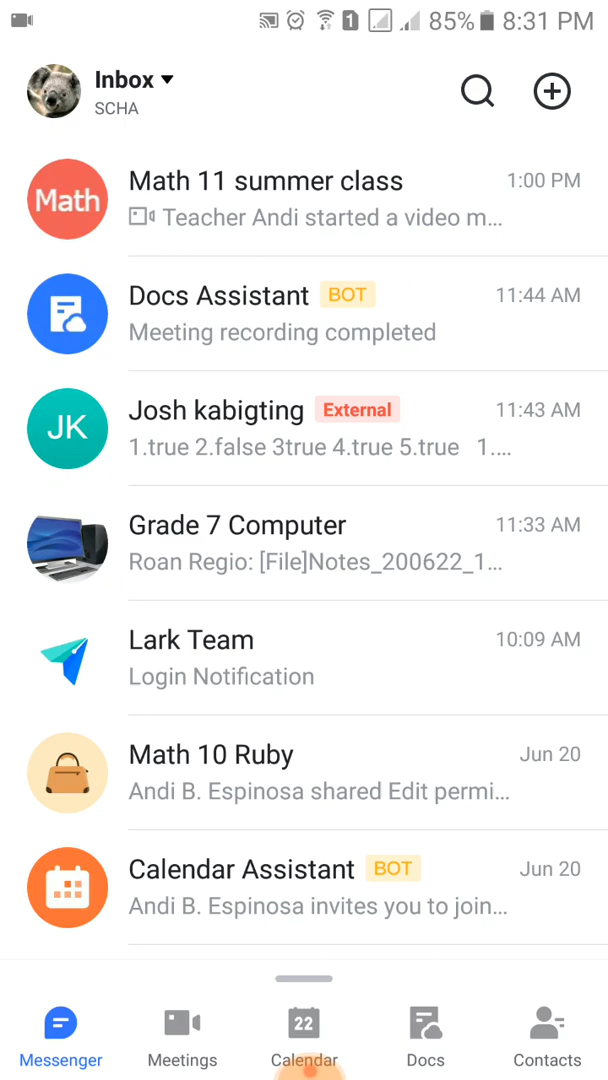 1 85% 8:31 PM
Inbox
SCHA
Math
Math 11 summer class 1:00 PM
Teacher Andi started a video m...
Docs Assistant BOT 11:44 AM
Meeting recording completed
JK
Josh kabigting External 11:43 AM
1.true 2.false 3true 4.true 5.true 1....
Grade 7 Computer 11:33 AM
Roan Regio: [File]Notes_200622_1...
Lark Team 10:09 AM
Login Notification
Math 10 Ruby Jun 20
Andi B. Espinosa shared Edit permi...
Calendar Assistant BOT Jun 20
Andi B. Espinosa invites you to join...
22
Messenger Meetings Calendar Docs Contacts